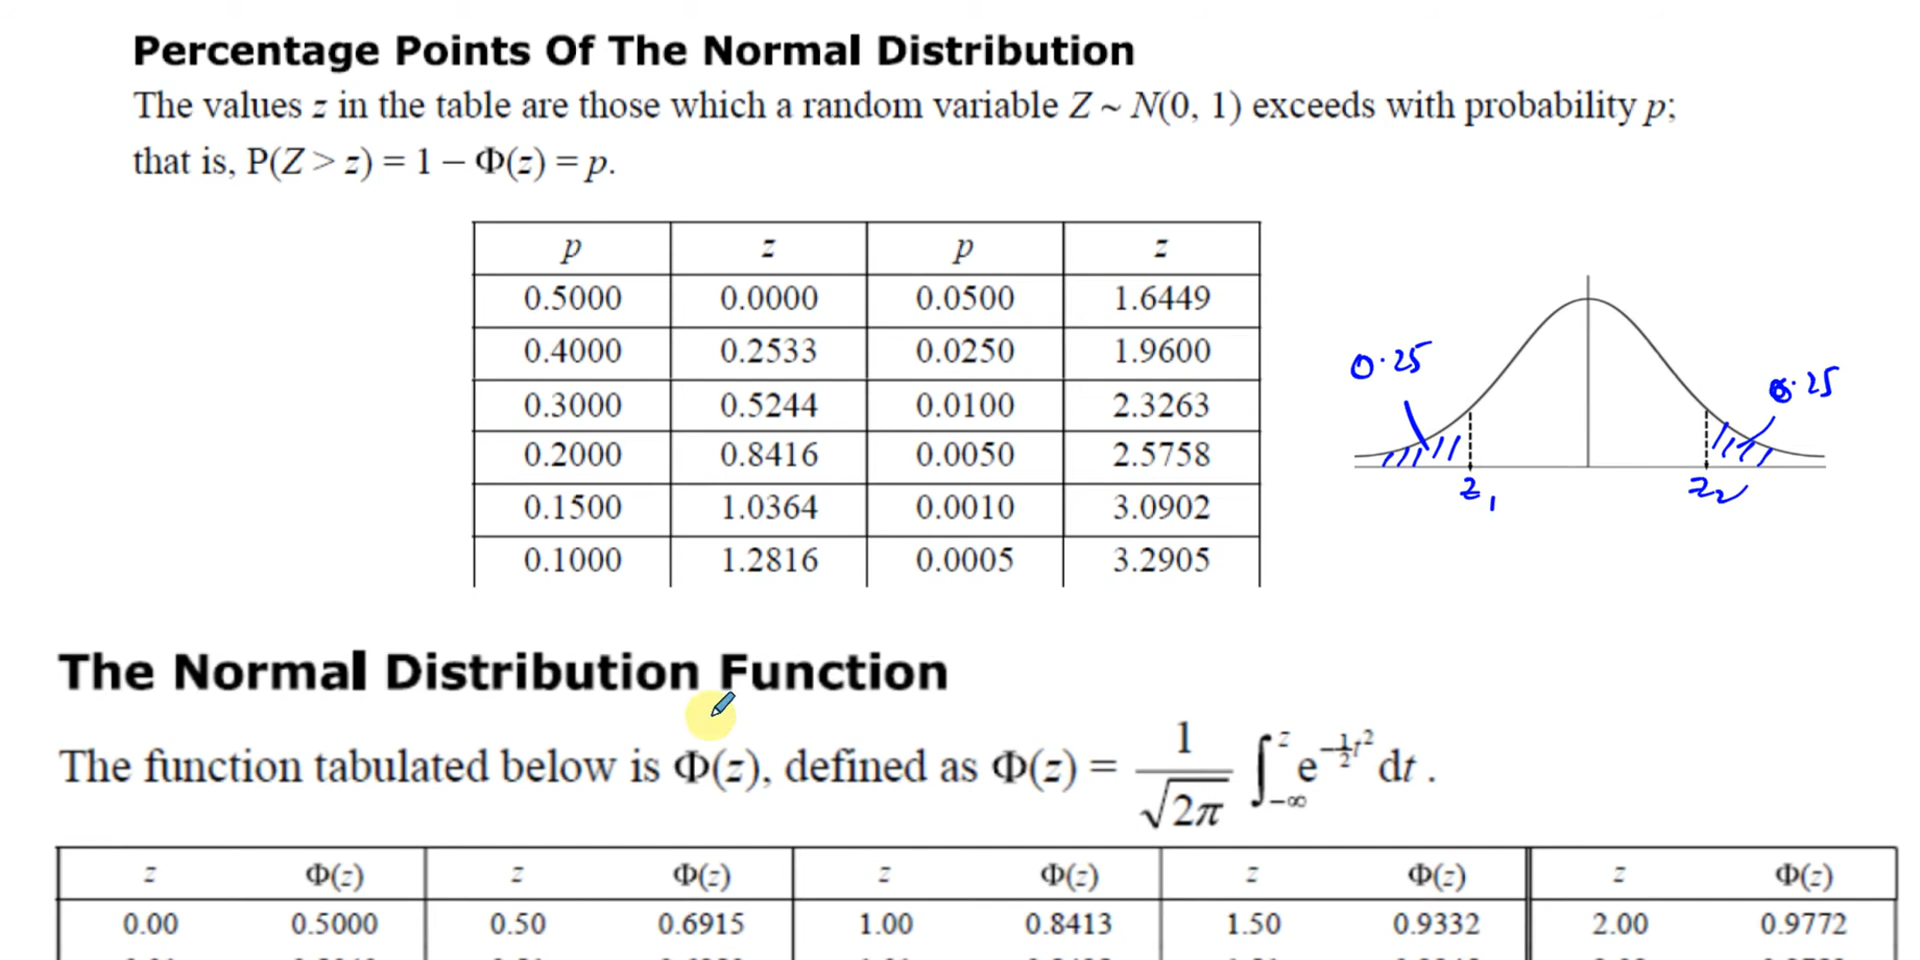 Percentage Points Of The Normal Distribution
The values z in the table are those which a random variable Z ~ N(0, 1) exceeds with probability p;
that is, P(Z > z) = 1 − Φ(z) = p.
p z p z
0.5000 0.0000 0.0500 1.6449
0.4000 0.2533 0.0250 1.9600
0.3000 0.5244 0.0100 2.3263
0.2000 0.8416 0.0050 2.5758
0.1500 1.0364 0.0010 3.0902
0.1000 1.2816 0.0005 3.2905
0.25
0.25
z₁ z₂
The Normal Distribution Function
The function tabulated below is Φ(z), defined as Φ(z) = 1/√2π ∫_{−∞}^{z} e^{−½t²} dt .
z Φ(z) z Φ(z) z Φ(z) z Φ(z) z Φ(z)
0.00 0.5000 0.50 0.6915 1.00 0.8413 1.50 0.9332 2.00 0.9772